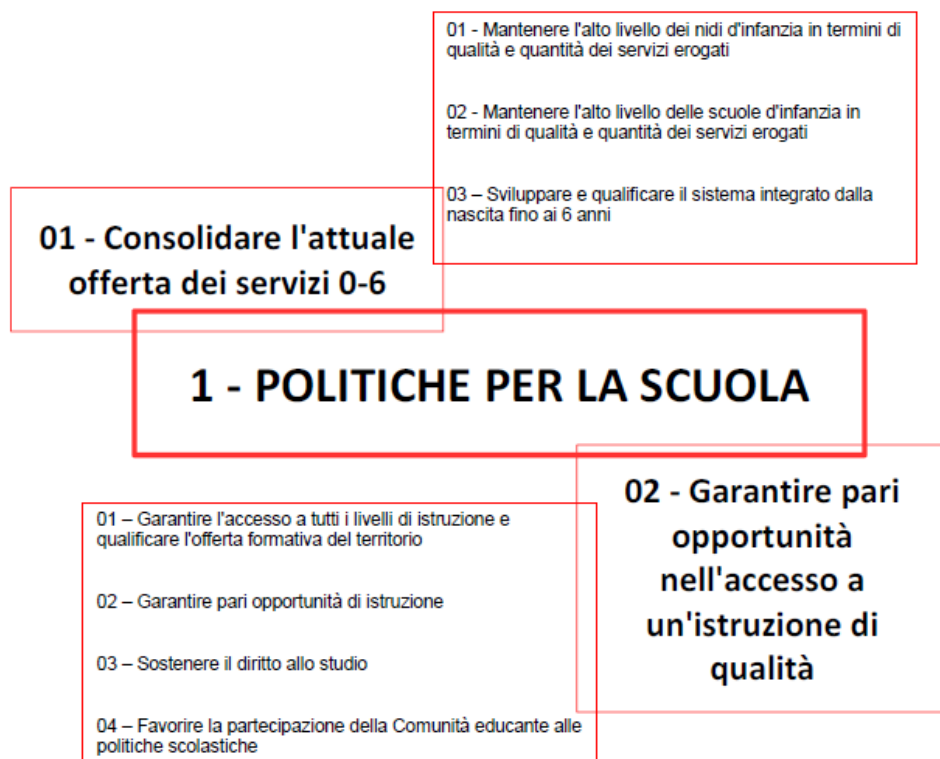 01 - Mantenere l'alto livello dei nidi d'infanzia in termini di
qualità e quantità dei servizi erogati
02 - Mantenere l'alto livello delle scuole d'infanzia in
termini di qualità e quantità dei servizi erogati
03 – Sviluppare e qualificare il sistema integrato dalla
nascita fino ai 6 anni
01 - Consolidare l'attuale
offerta dei servizi 0-6
1 - POLITICHE PER LA SCUOLA
02 - Garantire pari
opportunità
nell'accesso a
un'istruzione di
qualità
01 – Garantire l'accesso a tutti i livelli di istruzione e
qualificare l'offerta formativa del territorio
02 – Garantire pari opportunità di istruzione
03 – Sostenere il diritto allo studio
04 – Favorire la partecipazione della Comunità educante alle
politiche scolastiche